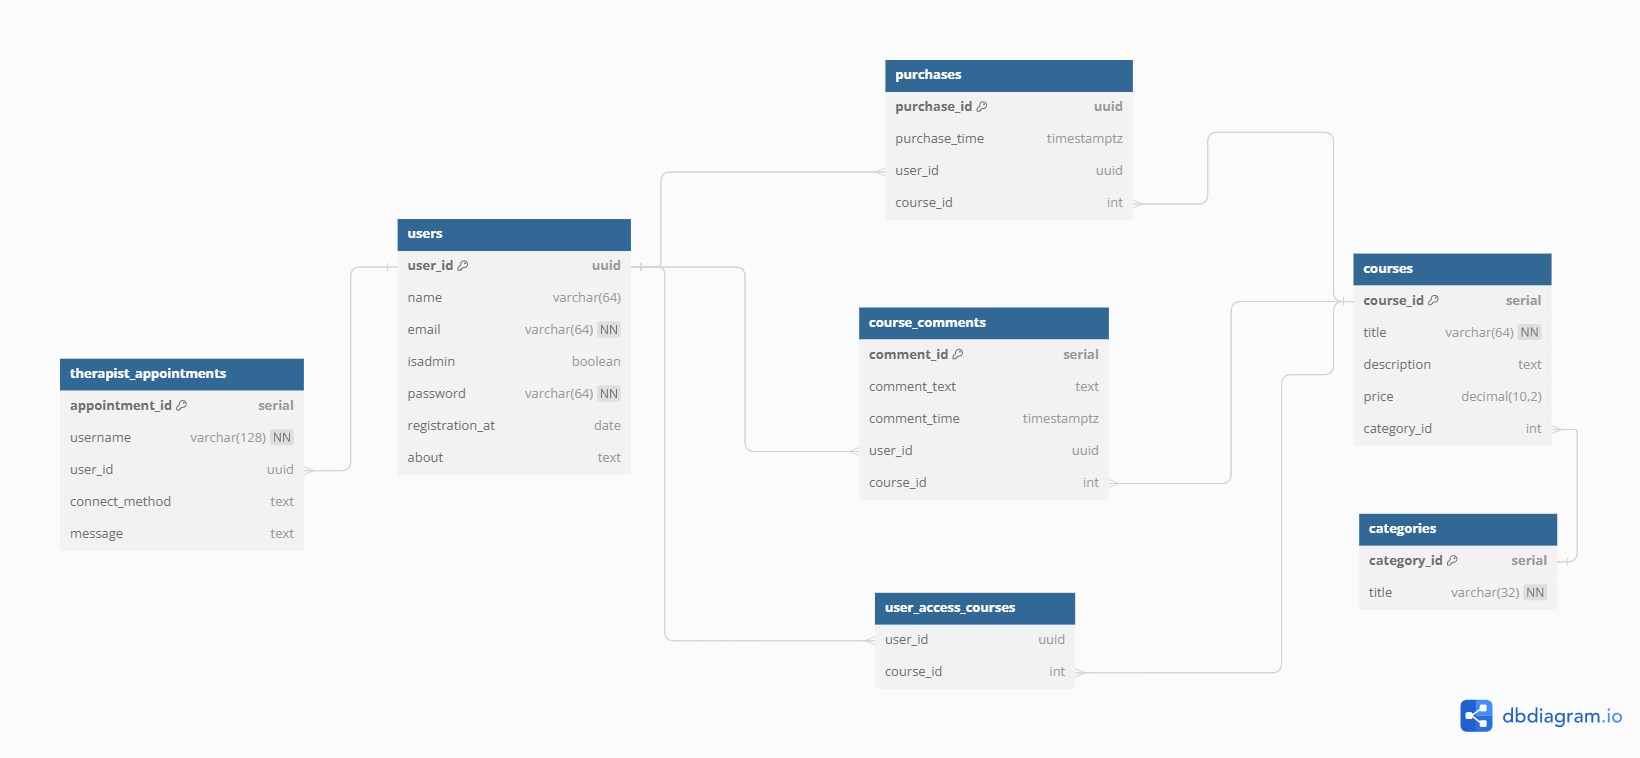 purchases
purchase_id uuid
purchase_time timestamptz
user_id uuid
course_id int
users
user_id uuid
name varchar(64)
email varchar(64) NN
isadmin boolean
password varchar(64) NN
registration_at date
about text
courses
course_id serial
title varchar(64) NN
description text
price decimal(10,2)
category_id int
course_comments
comment_id serial
comment_text text
comment_time timestamptz
user_id uuid
course_id int
therapist_appointments
appointment_id serial
username varchar(128) NN
user_id uuid
connect_method text
message text
categories
category_id serial
title varchar(32) NN
user_access_courses
user_id uuid
course_id int
dbdiagram.io